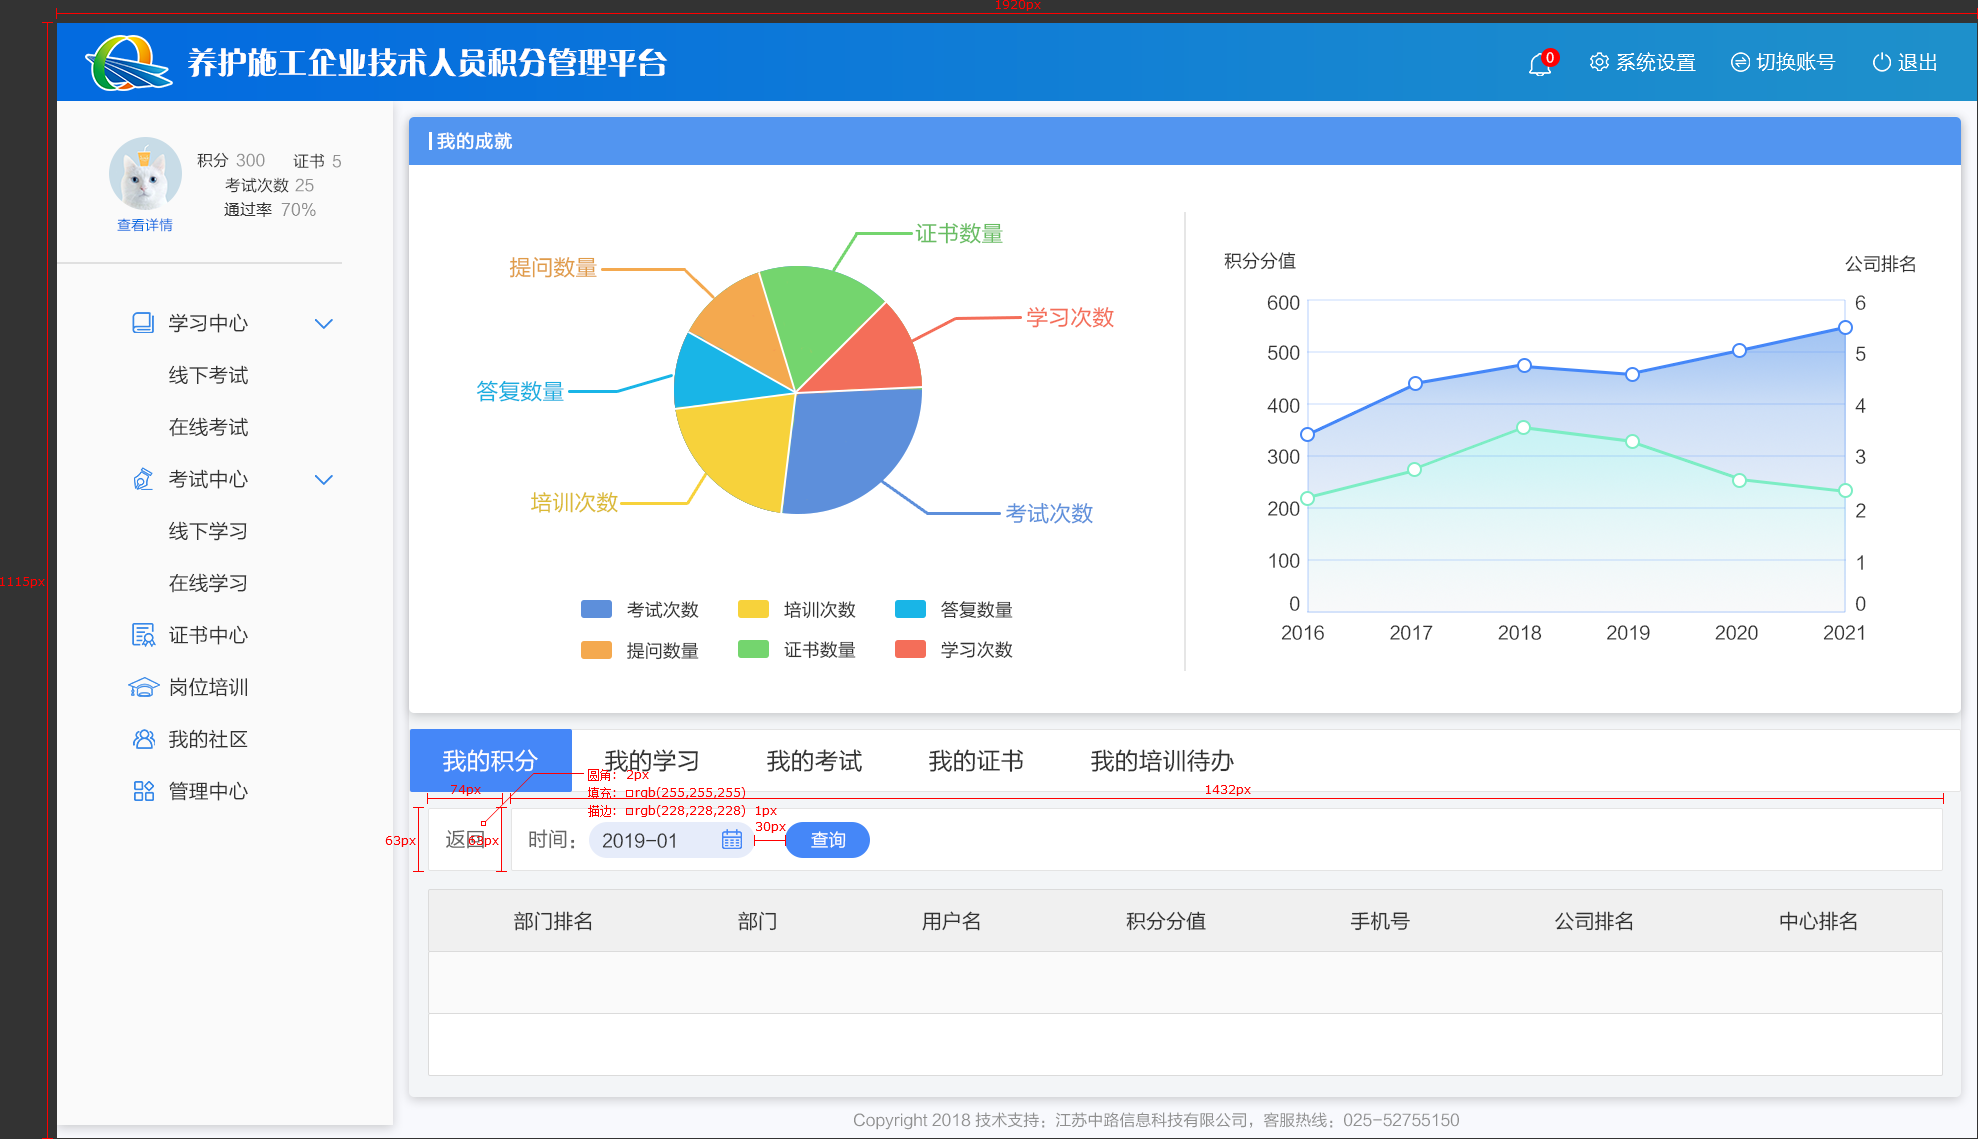 1920px
养护施工企业技术人员积分管理平台
0
系统设置
切换账号
退出
1115px
积分 300 证书 5
考试次数 25
通过率 70%
查看详情
学习中心
线下考试
在线考试
考试中心
线下学习
在线学习
证书中心
岗位培训
我的社区
管理中心
我的成就
证书数量
提问数量
学习次数
答复数量
培训次数
考试次数
考试次数 培训次数 答复数量
提问数量 证书数量 学习次数
积分分值 公司排名
600 6
500 5
400 4
300 3
200 2
100 1
0 0
2016 2017 2018 2019 2020 2021
我的积分 我的学习 我的考试 我的证书 我的培训待办
圆角：2px
74px
填充：rgb(255,255,255)
1432px
描边：rgb(228,228,228) 1px
30px
63px
返回
63px
时间：
2019-01
查询
部门排名 部门 用户名 积分分值 手机号 公司排名 中心排名
Copyright 2018 技术支持：江苏中路信息科技有限公司，客服热线：025-52755150